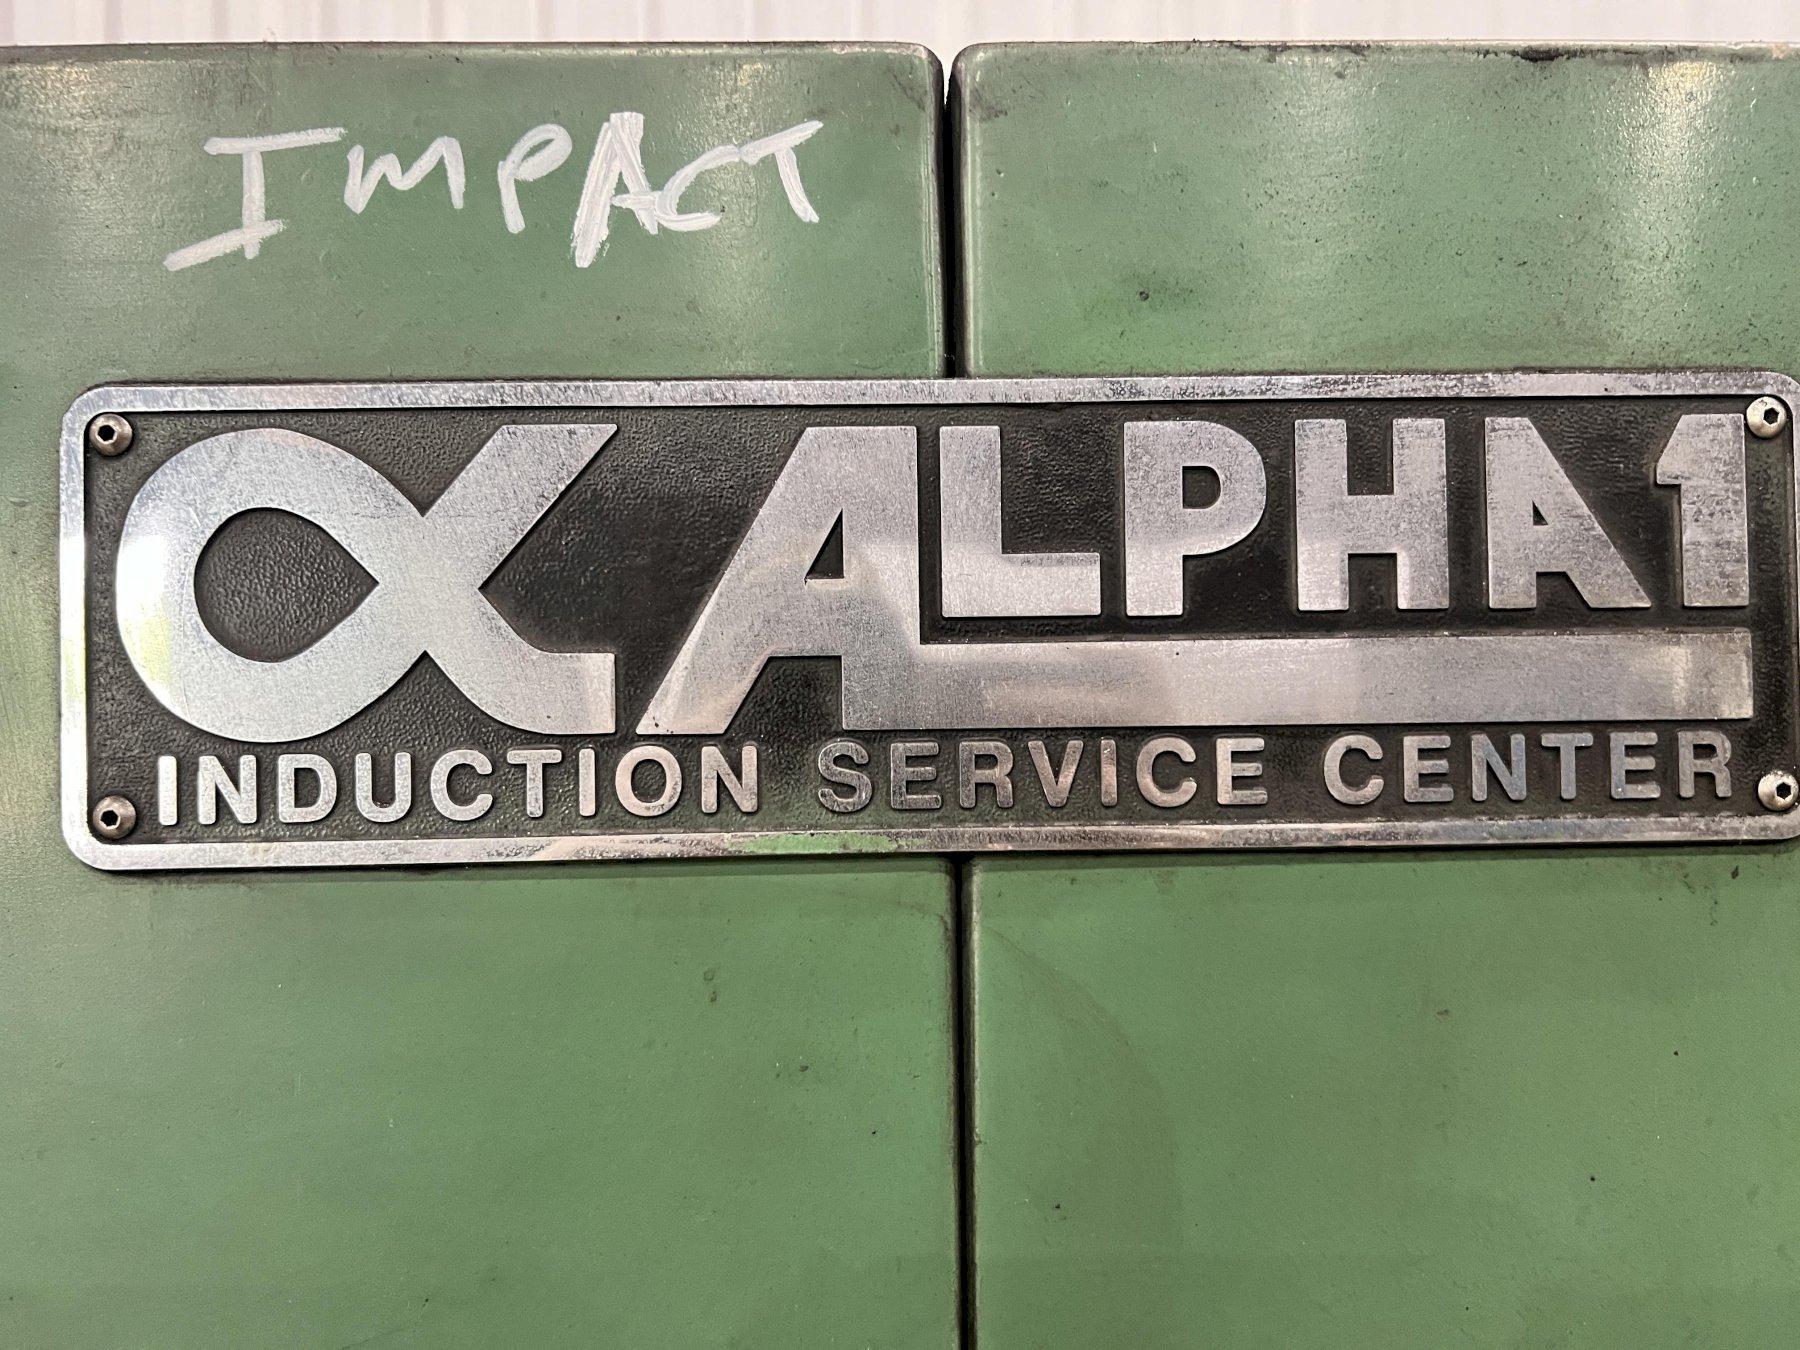 IMPACT
α ALPHA1
INDUCTION SERVICE CENTER